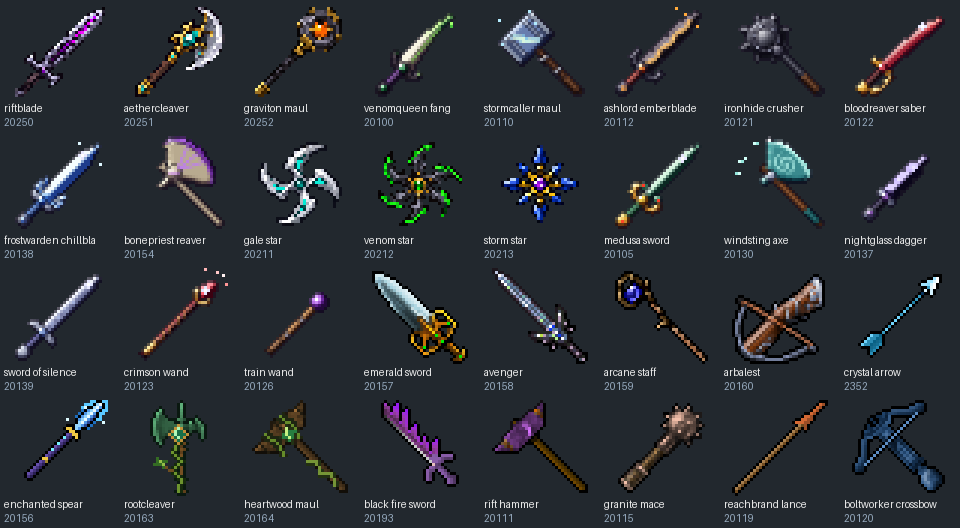 riftblade
20250
aethercleaver
20251
graviton maul
20252
venomqueen fang
20100
stormcaller maul
20110
ashlord emberblade
20112
ironhide crusher
20121
bloodreaver saber
20122
frostwarden chillbla
20138
bonepriest reaver
20154
gale star
20211
venom star
20212
storm star
20213
medusa sword
20105
windsting axe
20130
nightglass dagger
20137
sword of silence
20139
crimson wand
20123
train wand
20126
emerald sword
20157
avenger
20158
arcane staff
20159
arbalest
20160
crystal arrow
2352
enchanted spear
20156
rootcleaver
20163
heartwood maul
20164
black fire sword
20193
rift hammer
20111
granite mace
20115
reachbrand lance
20119
boltworker crossbow
20120